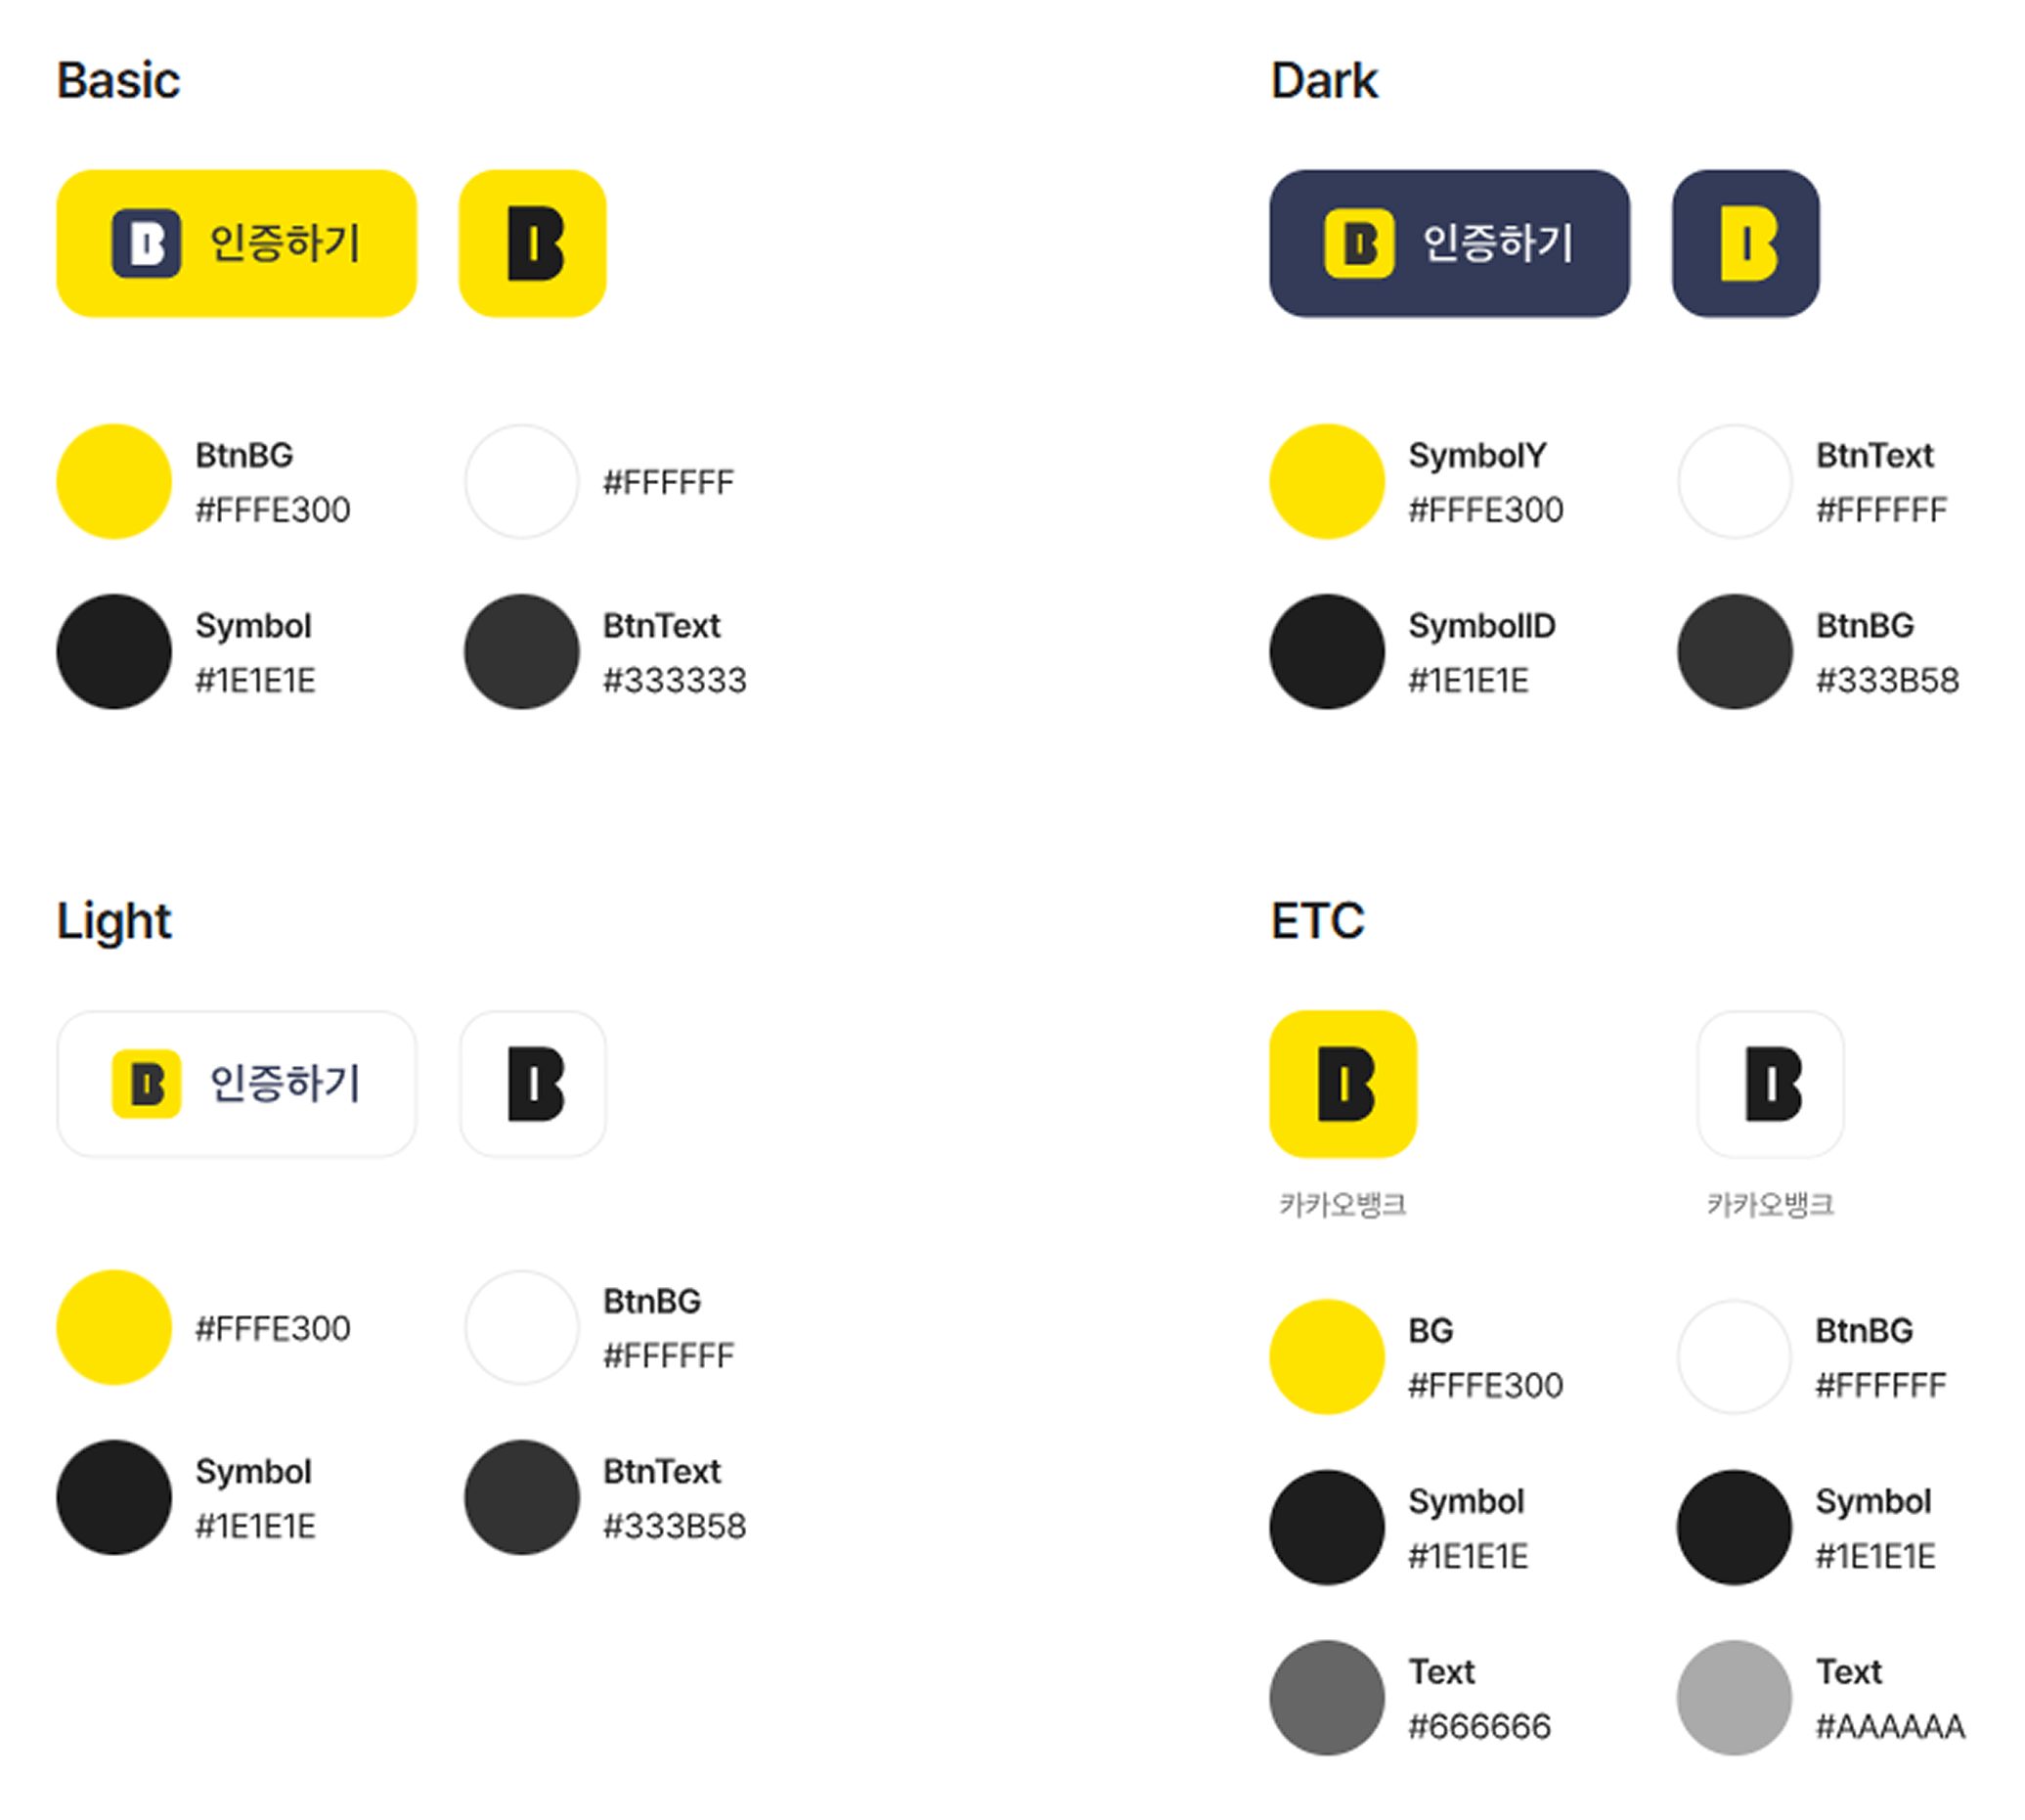 Basic
인증하기
BtnBG
#FFFE300
#FFFFFF
Symbol
#1E1E1E
BtnText
#333333
Dark
인증하기
SymbolY
#FFFE300
BtnText
#FFFFFF
SymbolID
#1E1E1E
BtnBG
#333B58
Light
인증하기
#FFFE300
BtnBG
#FFFFFF
Symbol
#1E1E1E
BtnText
#333B58
ETC
카카오뱅크
카카오뱅크
BG
#FFFE300
BtnBG
#FFFFFF
Symbol
#1E1E1E
Symbol
#1E1E1E
Text
#666666
Text
#AAAAAA